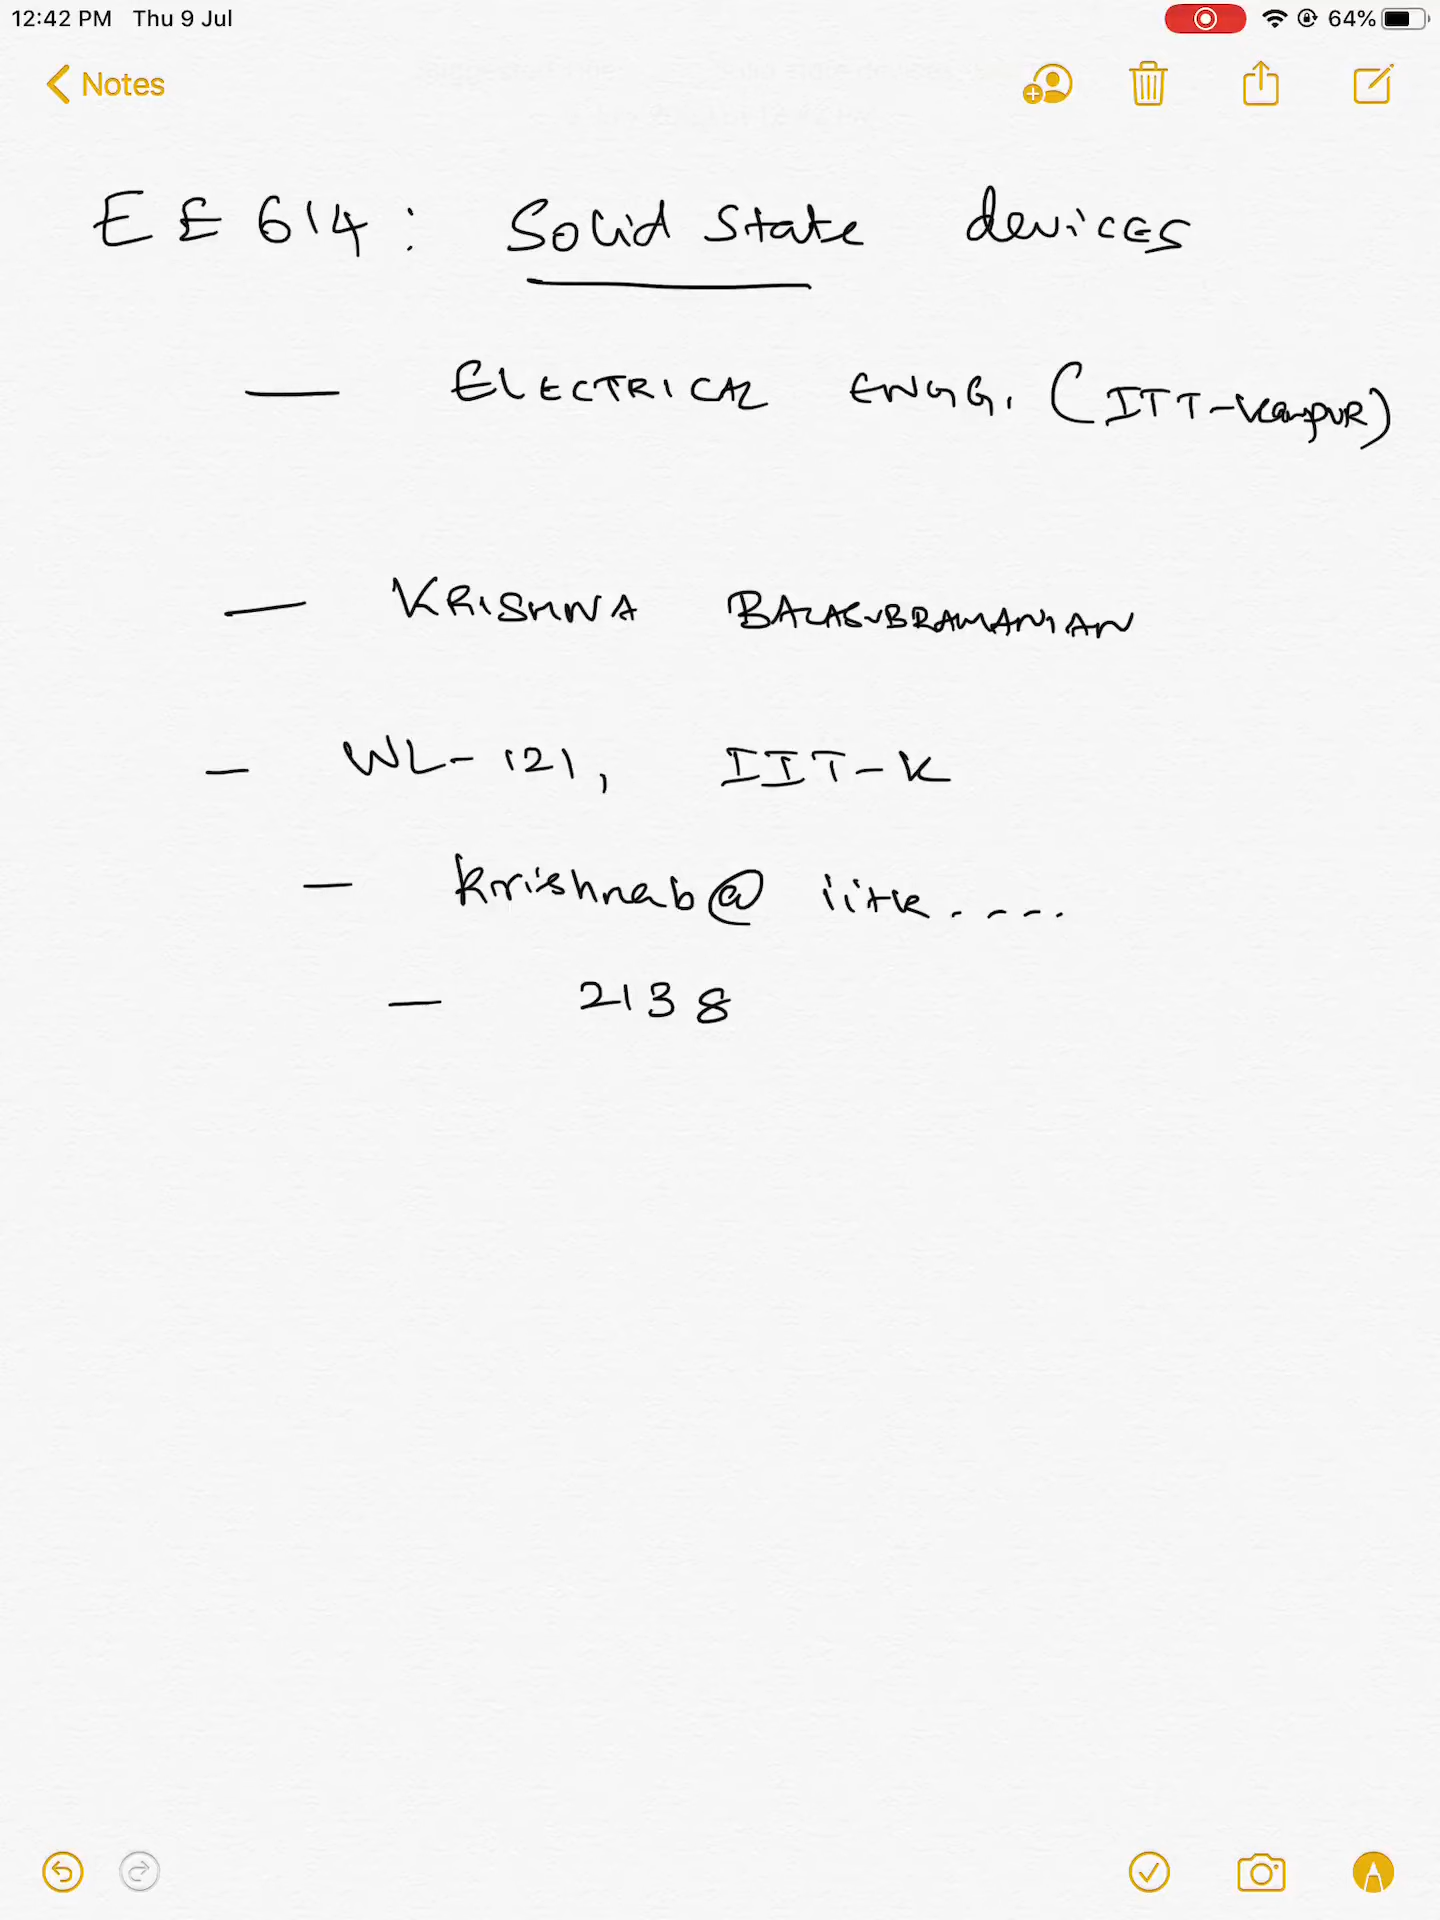 12:42 PM Thu 9 Jul 64%
Notes
EE 614: Solid State devices
— ELECTRICAL ENGG. (IIT-Kanpur)
— KRISHNA BALASUBRAMANIAN
- WL-121, IIT-K
- krishnab@iitk. - - - .
- 2138